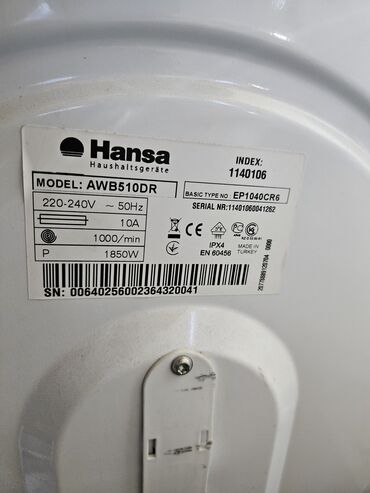 Hansa
Haushaltsgeräte
INDEX:
1140106
MODEL: AWB510DR
BASIC TYPE NO EP1040CR6
SERIAL NR:11401060041262
220-240V ~ 50Hz
10A
1000/min
P 1850W
IPX4
EN 60456
MADE IN
TURKEY
SN: 00640256002364320041